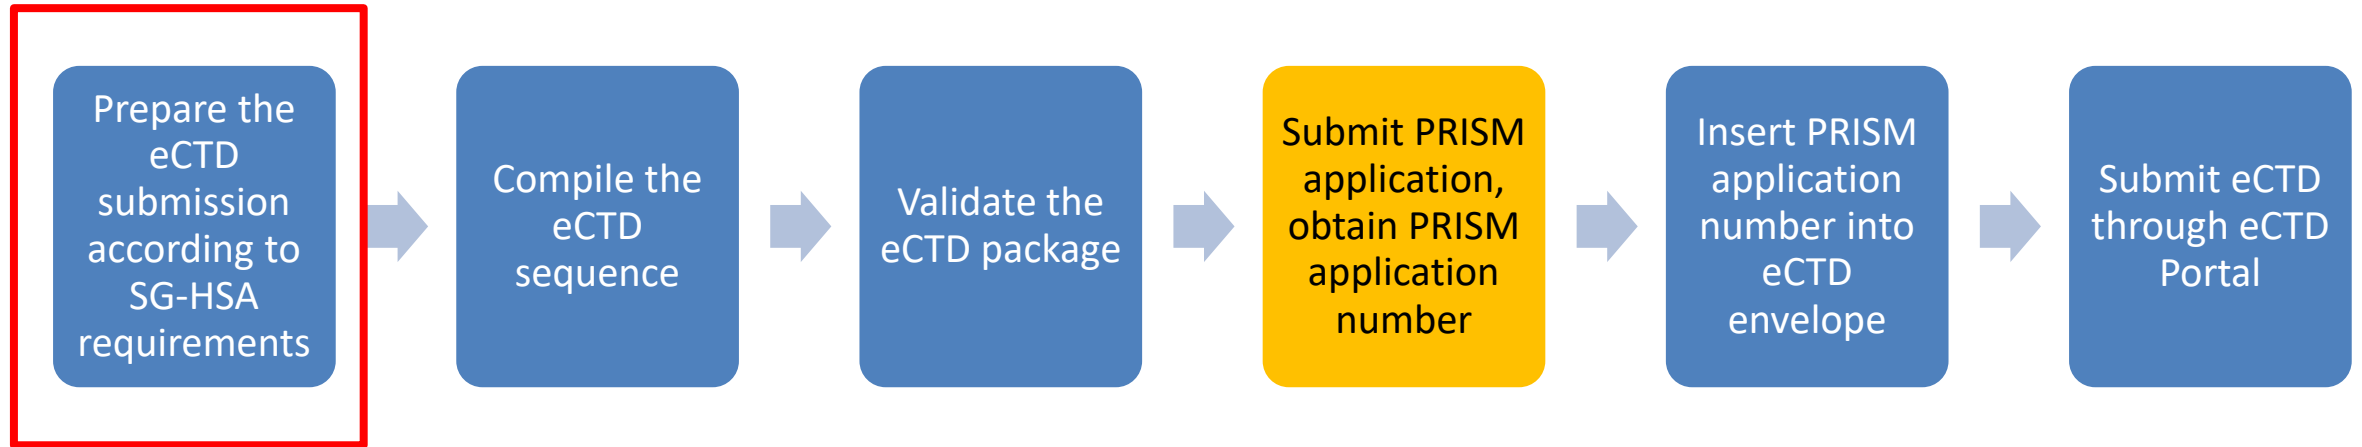 Prepare the
eCTD
submission
according to
SG-HSA
requirements
Compile the
eCTD
sequence
Validate the
eCTD package
Submit PRISM
application,
obtain PRISM
application
number
Insert PRISM
application
number into
eCTD
envelope
Submit eCTD
through eCTD
Portal